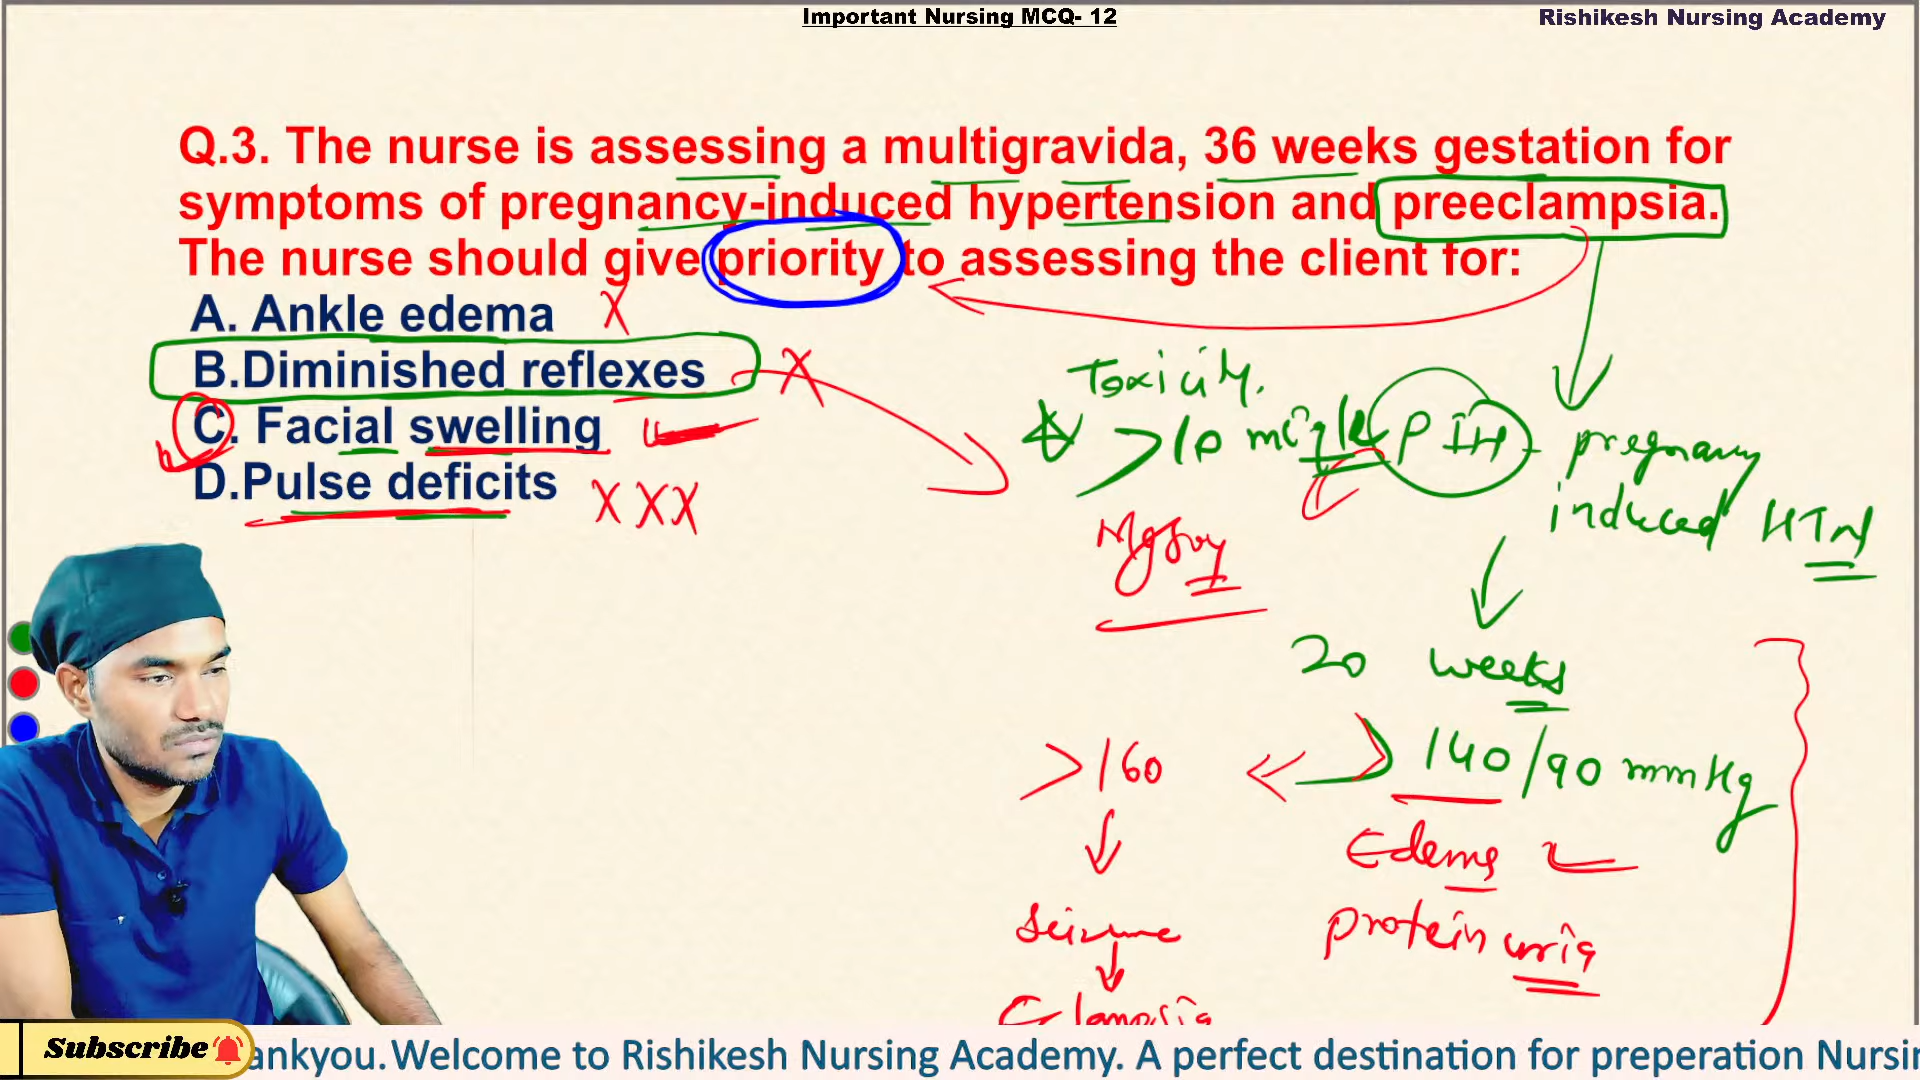 Important Nursing MCQ- 12
Rishikesh Nursing Academy
Q.3. The nurse is assessing a multigravida, 36 weeks gestation for
symptoms of pregnancy-induced hypertension and preeclampsia.
The nurse should give priority to assessing the client for:
A. Ankle edema X
B.Diminished reflexes X
C. Facial swelling
D.Pulse deficits X X X
Toxicity.
>10
PIH - pregnancy
induced HTN
MgSO4
20 weeks
>160
140/90 mmHg
Edema
Seizure
protein uria
Subscribe
ankyou. Welcome to Rishikesh Nursing Academy. A perfect destination for preperation Nursin